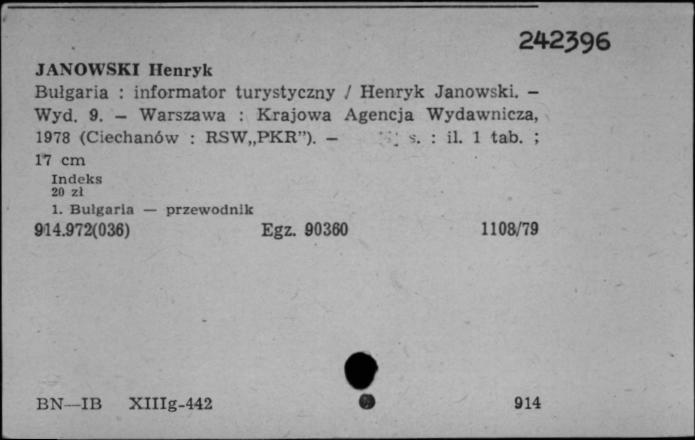 242396
JANOWSKI Henryk
Bułgaria : informator turystyczny / Henryk Janowski. —
Wyd. 9. — Warszawa : Krajowa Agencja Wydawnicza,
1978 (Ciechanów : RSW„PKR”). — s. : il. 1 tab. ;
17 cm
Indeks
20 zł
1. Bułgaria — przewodnik
914.972(036) Egz. 90360 1108/79
BN—IB XIIIg-442 914